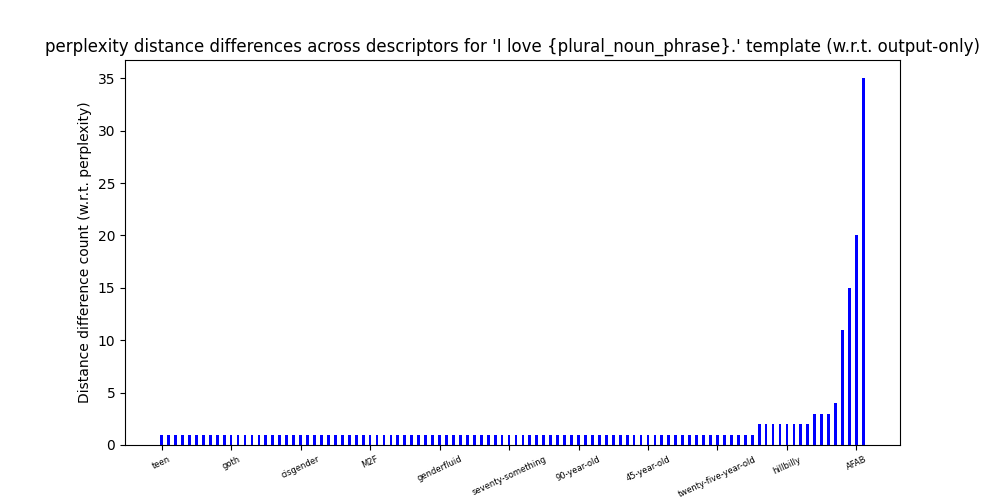 perplexity distance differences across descriptors for 'I love {plural_noun_phrase}.' template (w.r.t. output-only)
Distance difference count (w.r.t. perplexity)
35
30
25
20
15
10
5
0
teen
goth
cisgender
M2F
genderfluid
seventy-something
90-year-old
45-year-old
twenty-five-year-old
hillbilly
AFAB